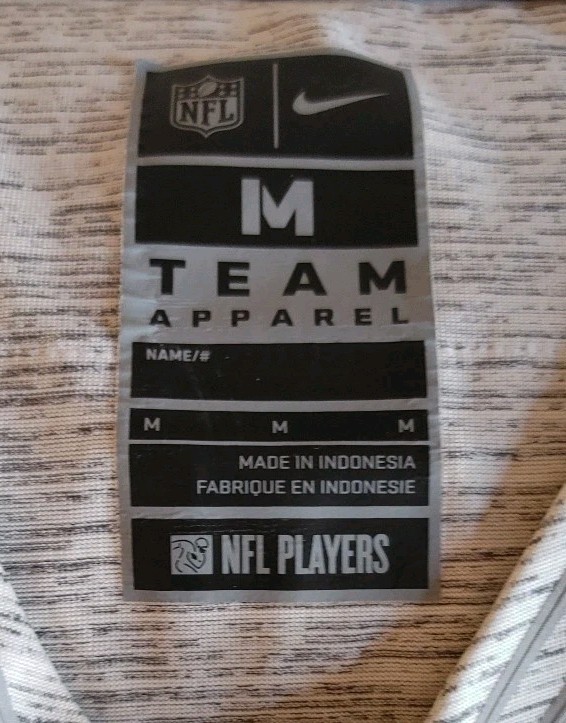 NFL
M
TEAM
APPAREL
NAME/#
M M M
MADE IN INDONESIA
FABRIQUE EN INDONESIE
NFL PLAYERS